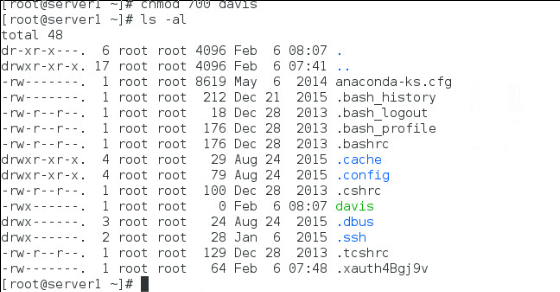 [root@server1 ~]# chmod 700 davis
[root@server1 ~]# ls -al
total 48
dr-xr-x---. 6 root root 4096 Feb 6 08:07 .
drwxr-xr-x. 17 root root 4096 Feb 6 07:41 ..
-rw-------. 1 root root 8619 May 6 2014 anaconda-ks.cfg
-rw-------. 1 root root 212 Dec 21 2015 .bash_history
-rw-r--r--. 1 root root 18 Dec 28 2013 .bash_logout
-rw-r--r--. 1 root root 176 Dec 28 2013 .bash_profile
-rw-r--r--. 1 root root 176 Dec 28 2013 .bashrc
drwxr-xr-x. 4 root root 29 Aug 24 2015 .cache
drwxr-xr-x. 4 root root 79 Aug 24 2015 .config
-rw-r--r--. 1 root root 100 Dec 28 2013 .cshrc
-rwx------. 1 root root 0 Feb 6 08:07 davis
drwx------. 3 root root 24 Aug 24 2015 .dbus
drwx------. 2 root root 28 Jan 6 2015 .ssh
-rw-r--r--. 1 root root 129 Dec 28 2013 .tcshrc
-rw-------. 1 root root 64 Feb 6 07:48 .xauth4Bgj9v
[root@server1 ~]#